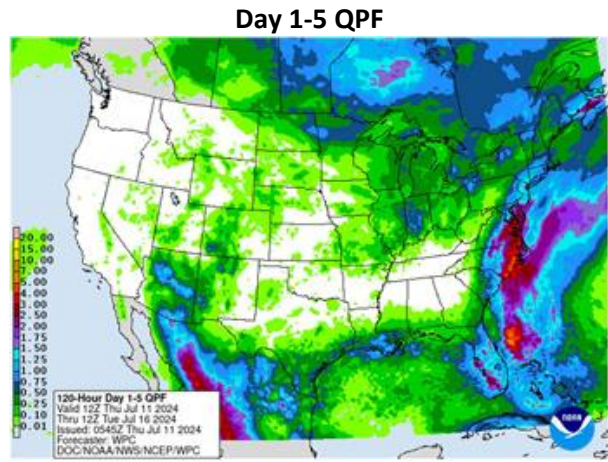 Day 1-5 QPF
20.00
15.00
10.00
7.00
5.00
4.00
3.00
2.50
2.00
1.75
1.50
1.25
1.00
0.75
0.50
0.25
0.10
0.01
120-Hour Day 1-5 QPF
Valid 12Z Thu Jul 11 2024
Thru 12Z Tue Jul 16 2024
Issued: 0545Z Thu Jul 11 2024
Forecaster: WPC
DOC/NOAA/NWS/NCEP/WPC
noaa